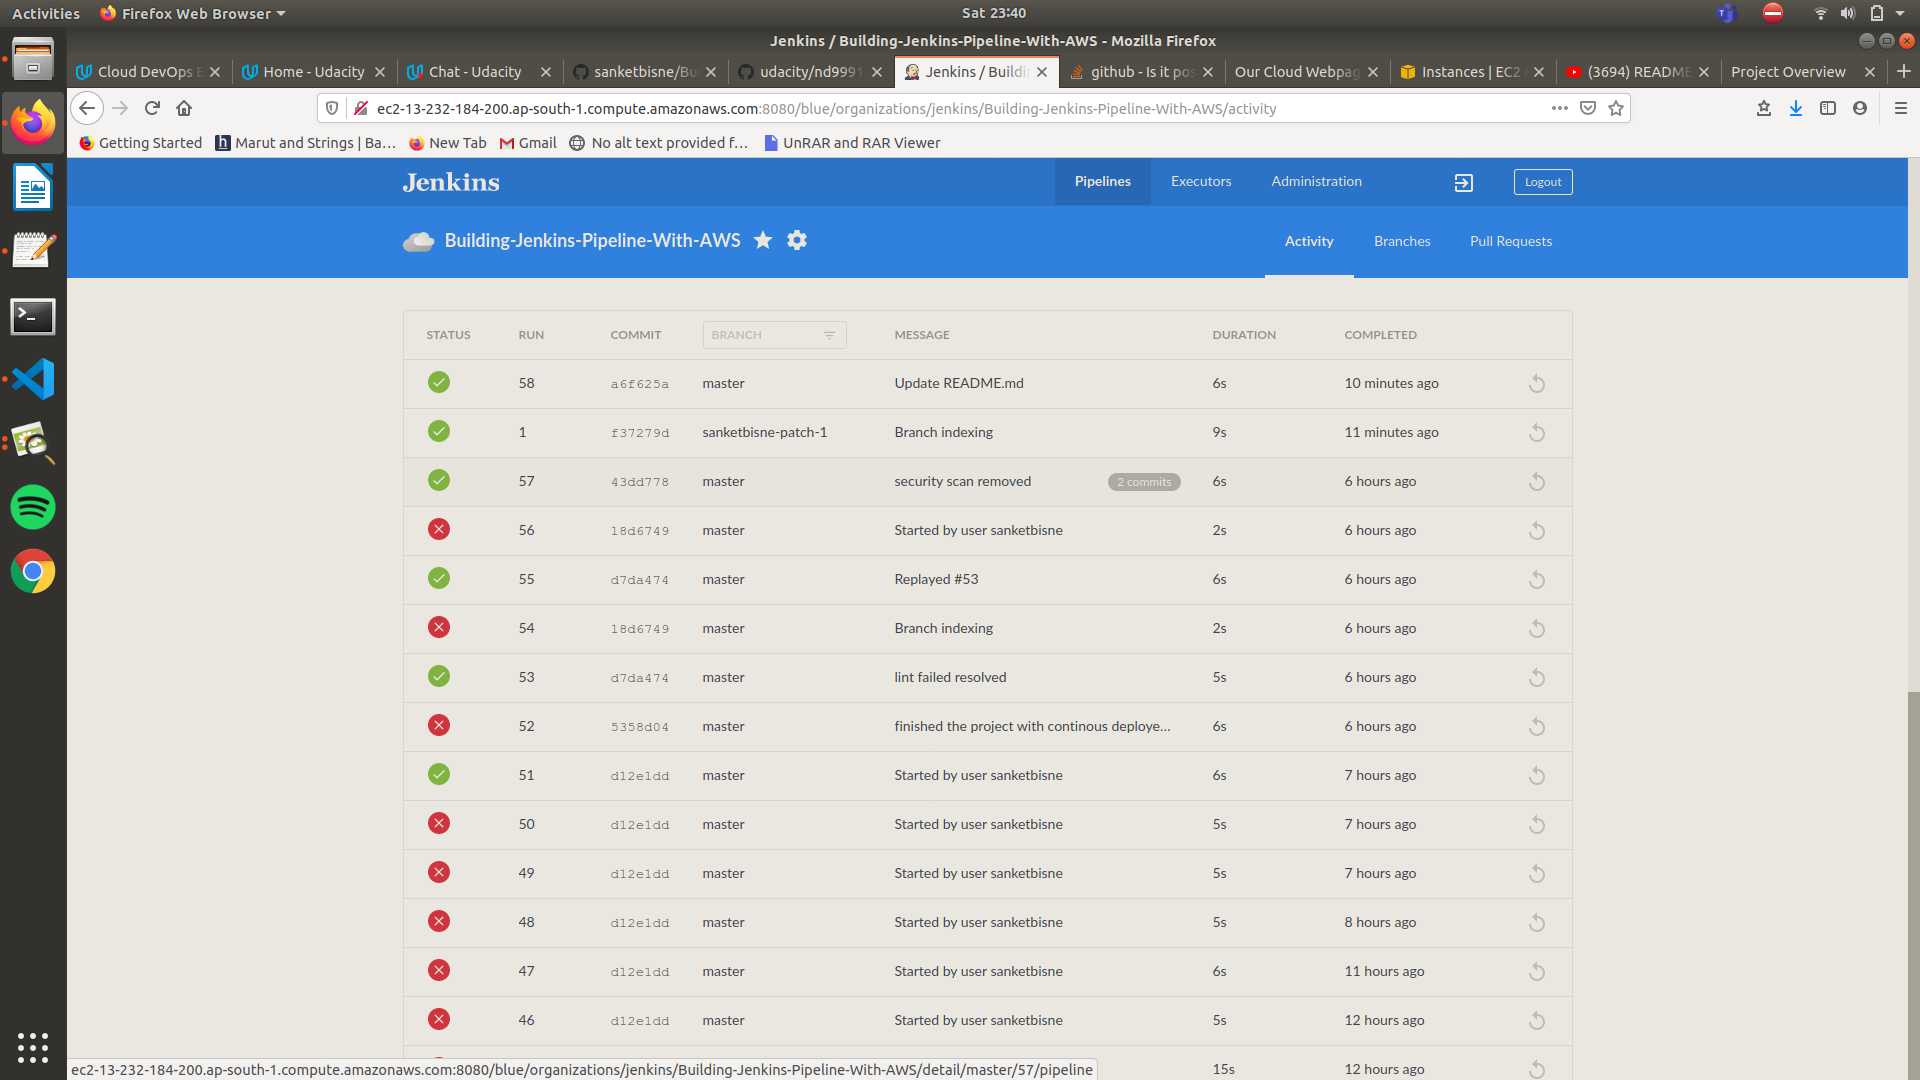 Activities Firefox Web Browser Sat 23:40
Jenkins / Building-Jenkins-Pipeline-With-AWS - Mozilla Firefox
Cloud DevOps E Home - Udacity Chat - Udacity sanketbisne/Bu udacity/nd9991 Jenkins / Buildi github - Is it pos Our Cloud Webpag Instances | EC2 (3694) README Project Overview
ec2-13-232-184-200.ap-south-1.compute.amazonaws.com:8080/blue/organizations/jenkins/Building-Jenkins-Pipeline-With-AWS/activity
Getting Started Marut and Strings | Ba… New Tab Gmail No alt text provided f… UnRAR and RAR Viewer
Jenkins Pipelines Executors Administration Logout
Building-Jenkins-Pipeline-With-AWS Activity Branches Pull Requests
STATUS RUN COMMIT BRANCH MESSAGE DURATION COMPLETED
58 a6f625a master Update README.md 6s 10 minutes ago
1 f37279d sanketbisne-patch-1 Branch indexing 9s 11 minutes ago
57 43dd778 master security scan removed 2 commits 6s 6 hours ago
56 18d6749 master Started by user sanketbisne 2s 6 hours ago
55 d7da474 master Replayed #53 6s 6 hours ago
54 18d6749 master Branch indexing 2s 6 hours ago
53 d7da474 master lint failed resolved 5s 6 hours ago
52 5358d04 master finished the project with continous deploye… 6s 6 hours ago
51 d12e1dd master Started by user sanketbisne 6s 7 hours ago
50 d12e1dd master Started by user sanketbisne 5s 7 hours ago
49 d12e1dd master Started by user sanketbisne 5s 7 hours ago
48 d12e1dd master Started by user sanketbisne 5s 8 hours ago
47 d12e1dd master Started by user sanketbisne 6s 11 hours ago
46 d12e1dd master Started by user sanketbisne 5s 12 hours ago
15s 12 hours ago
ec2-13-232-184-200.ap-south-1.compute.amazonaws.com:8080/blue/organizations/jenkins/Building-Jenkins-Pipeline-With-AWS/detail/master/57/pipeline